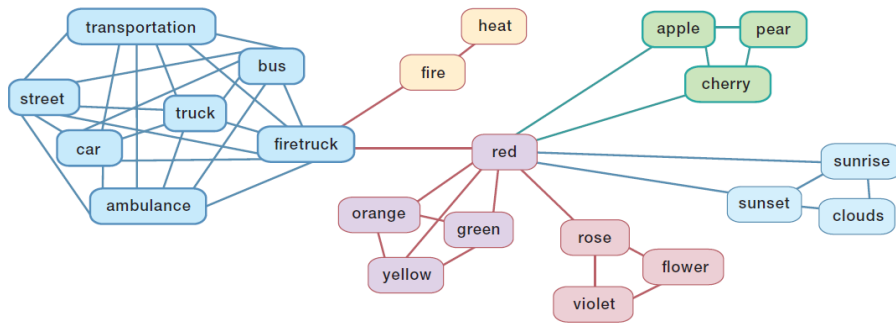 transportation
heat
apple
pear
bus
fire
cherry
street
truck
car
firetruck
red
sunrise
ambulance
orange
green
sunset
clouds
rose
yellow
flower
violet